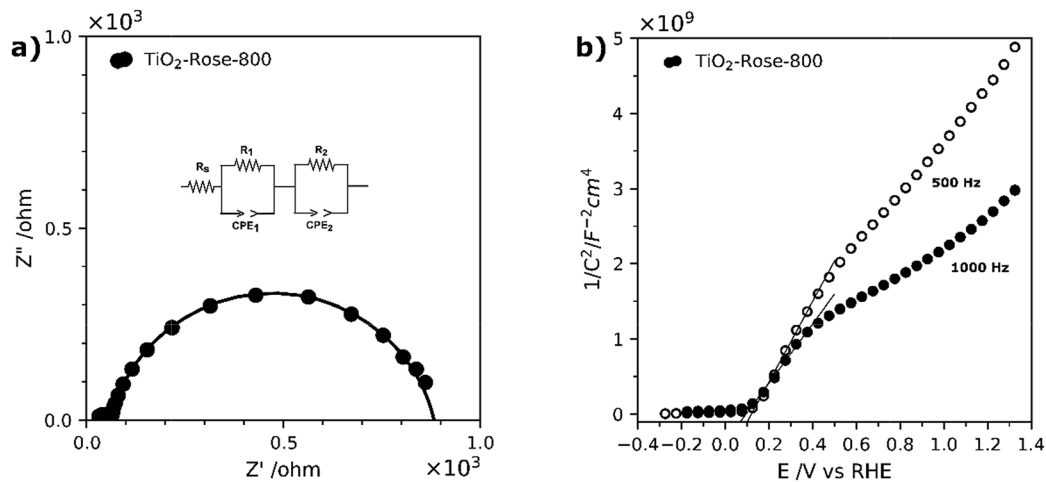 a)
×10³
1.0
TiO₂-Rose-800
Z'' /ohm
0.5
0.0
R₁
R₂
Rₛ
CPE₁
CPE₂
0.0
0.5
1.0
Z' /ohm
×10³
b)
×10⁹
5
TiO₂-Rose-800
4
500 Hz
3
1/C²/F⁻²cm⁴
1000 Hz
2
1
0
−0.4−0.2 0.0 0.2 0.4 0.6 0.8 1.0 1.2 1.4
E /V vs RHE